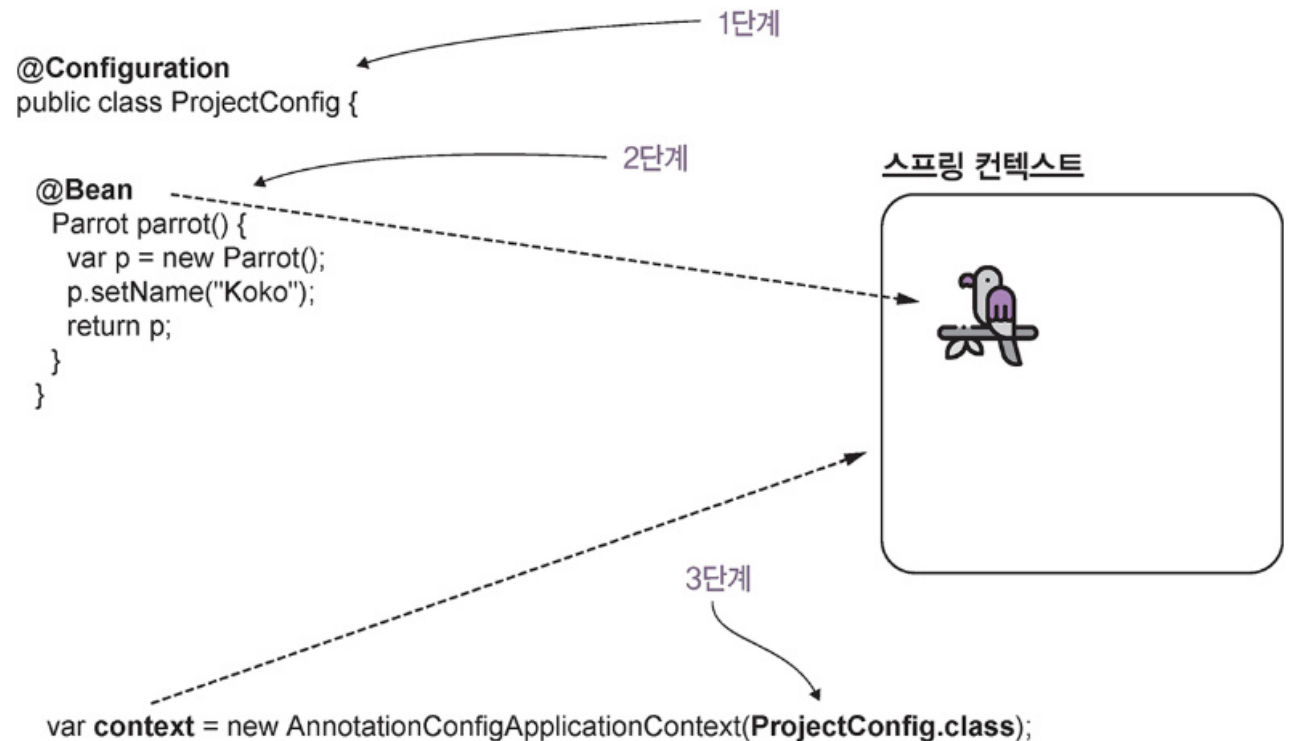 1단계
@Configuration
public class ProjectConfig {
2단계
@Bean
Parrot parrot() {
var p = new Parrot();
p.setName("Koko");
return p;
}
}
스프링 컨텍스트
3단계
var context = new AnnotationConfigApplicationContext(ProjectConfig.class);